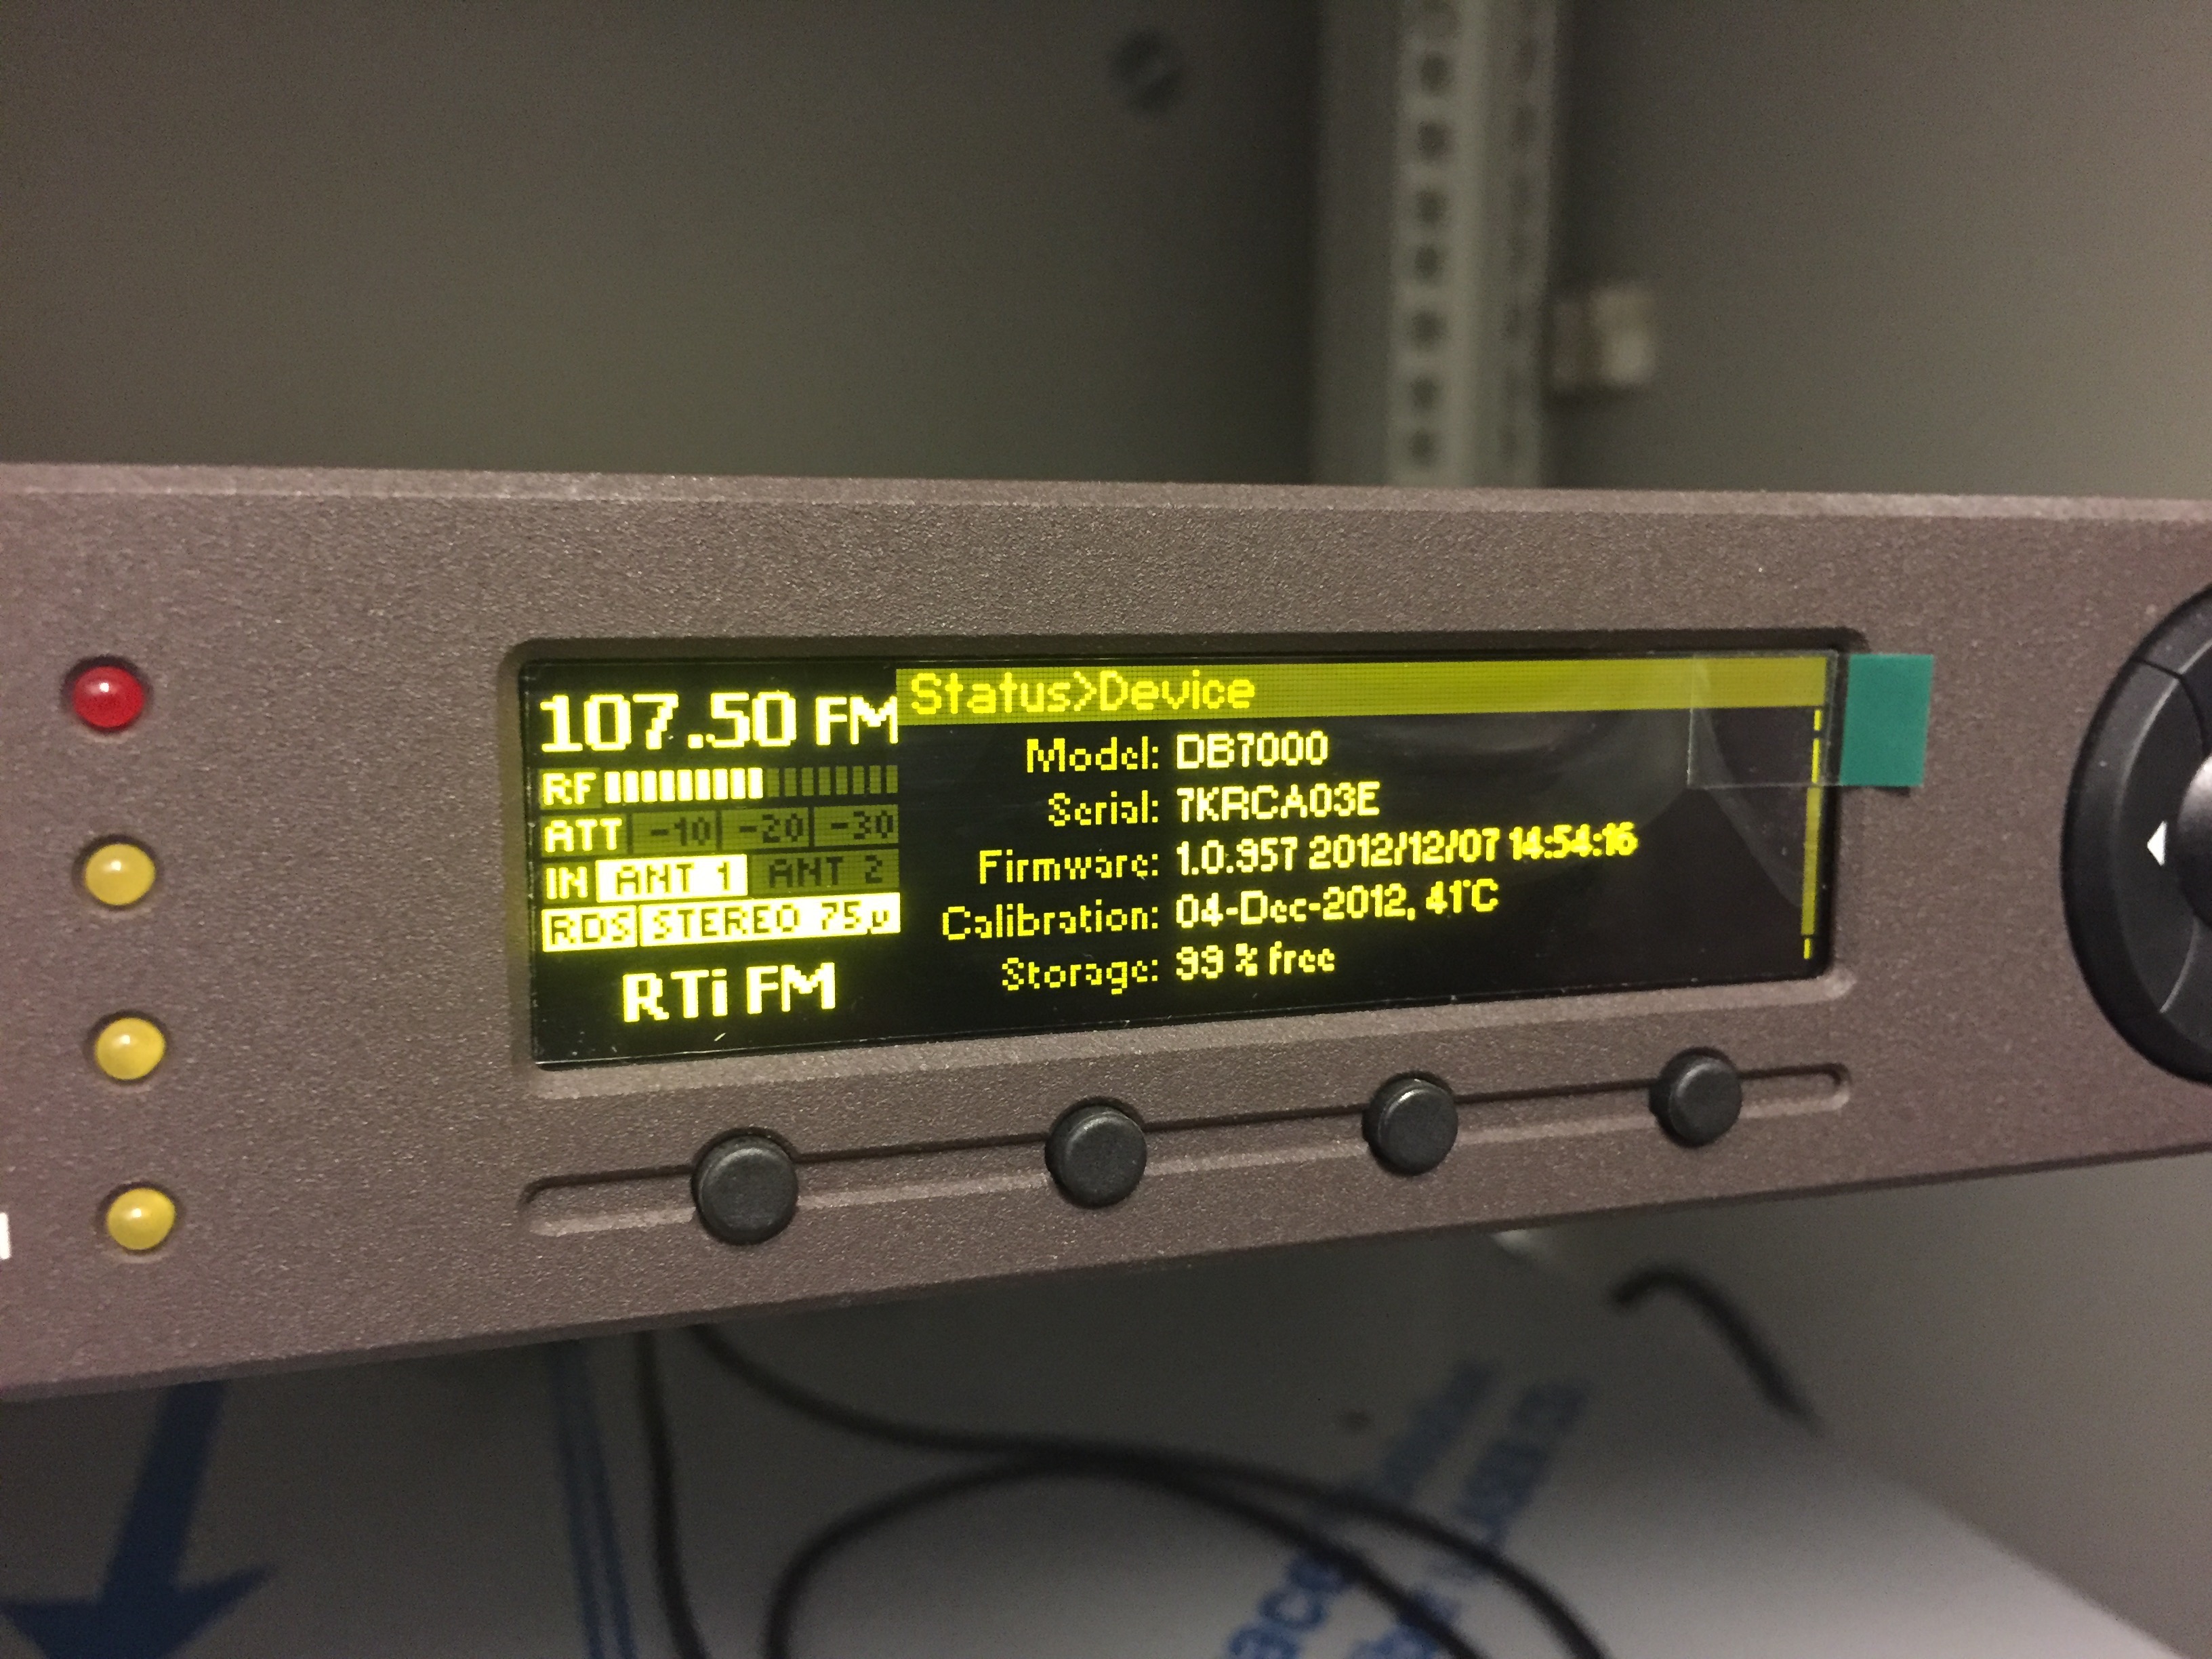 107.50 FM
RF
ATT -10 -20 -30
IN ANT 1 ANT 2
RDS STEREO 75µ
RTi FM
Status>Device
Model: DB7000
Serial: 7KRCA03E
Firmware: 1.0.957 2012/12/07 14:54:16
Calibration: 04-Dec-2012, 41°C
Storage: 99 % free